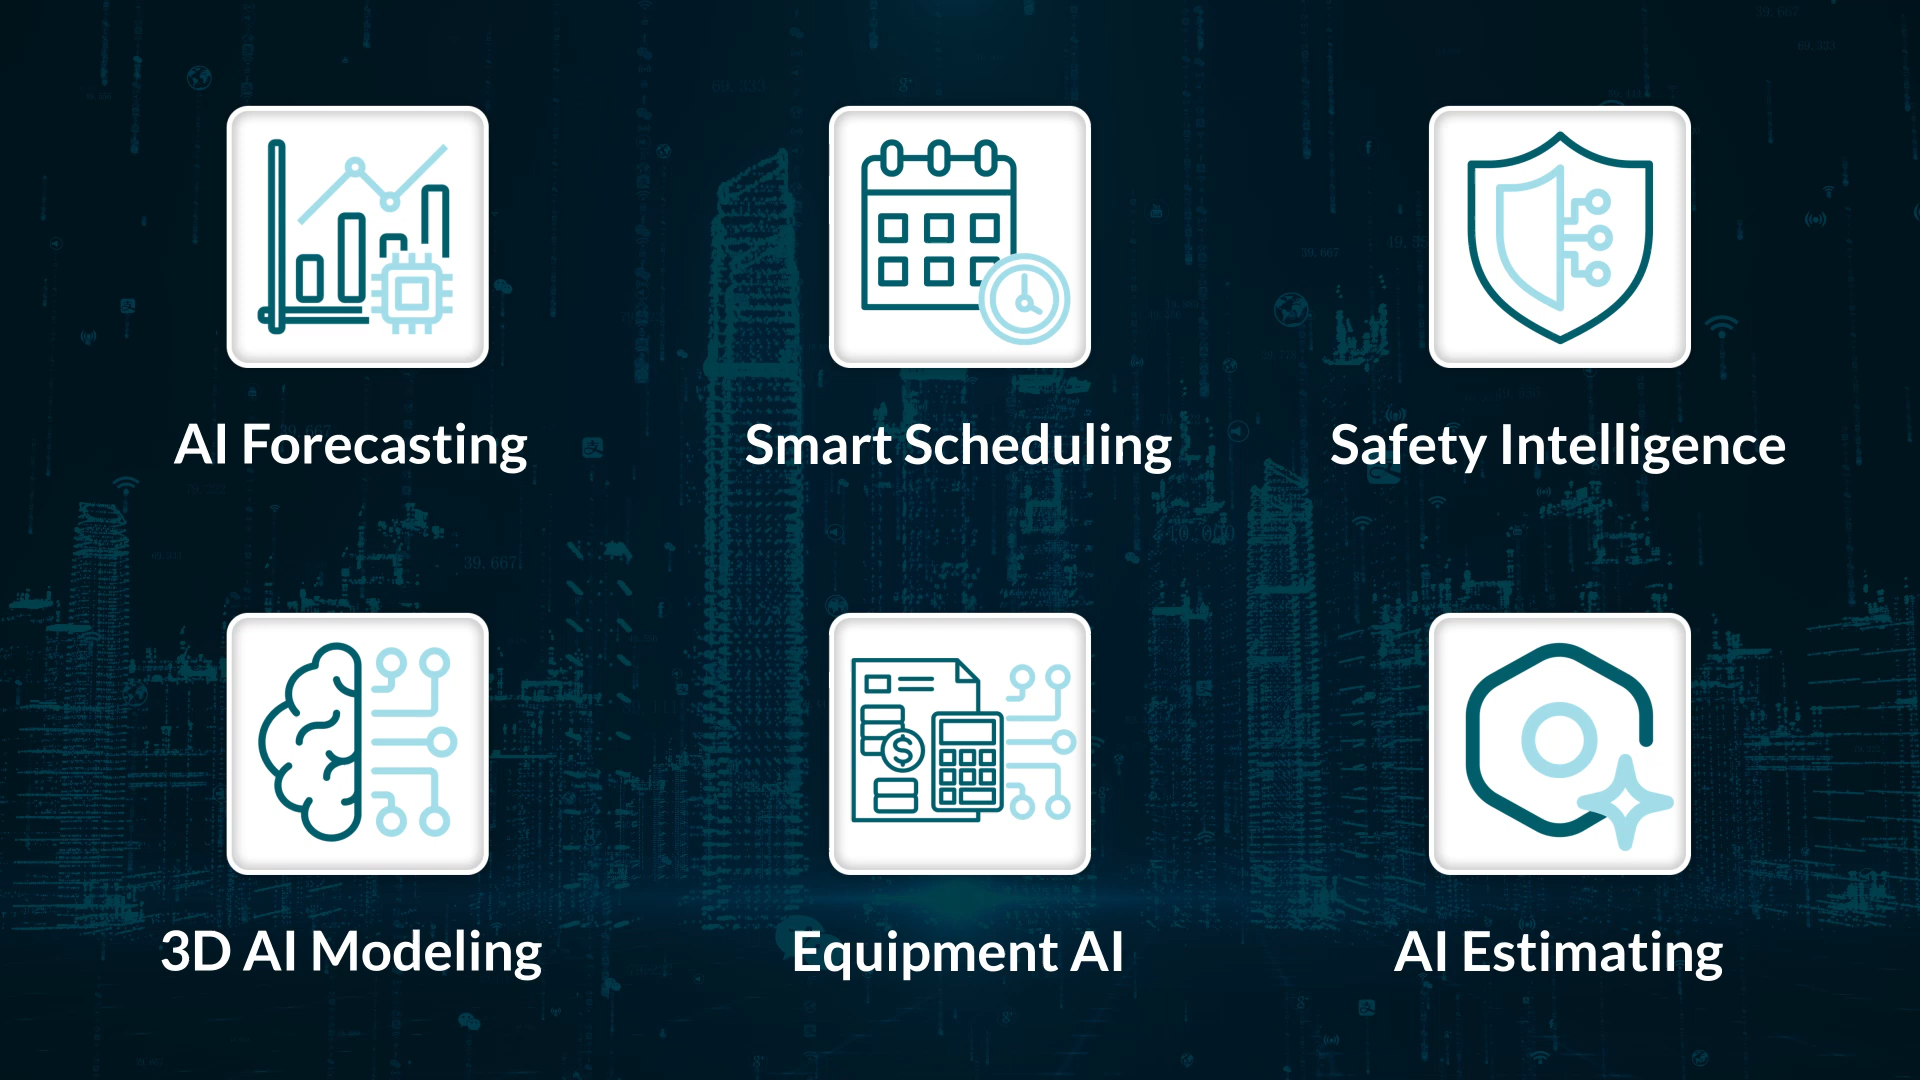 AI Forecasting
Smart Scheduling
Safety Intelligence
3D AI Modeling
Equipment AI
AI Estimating